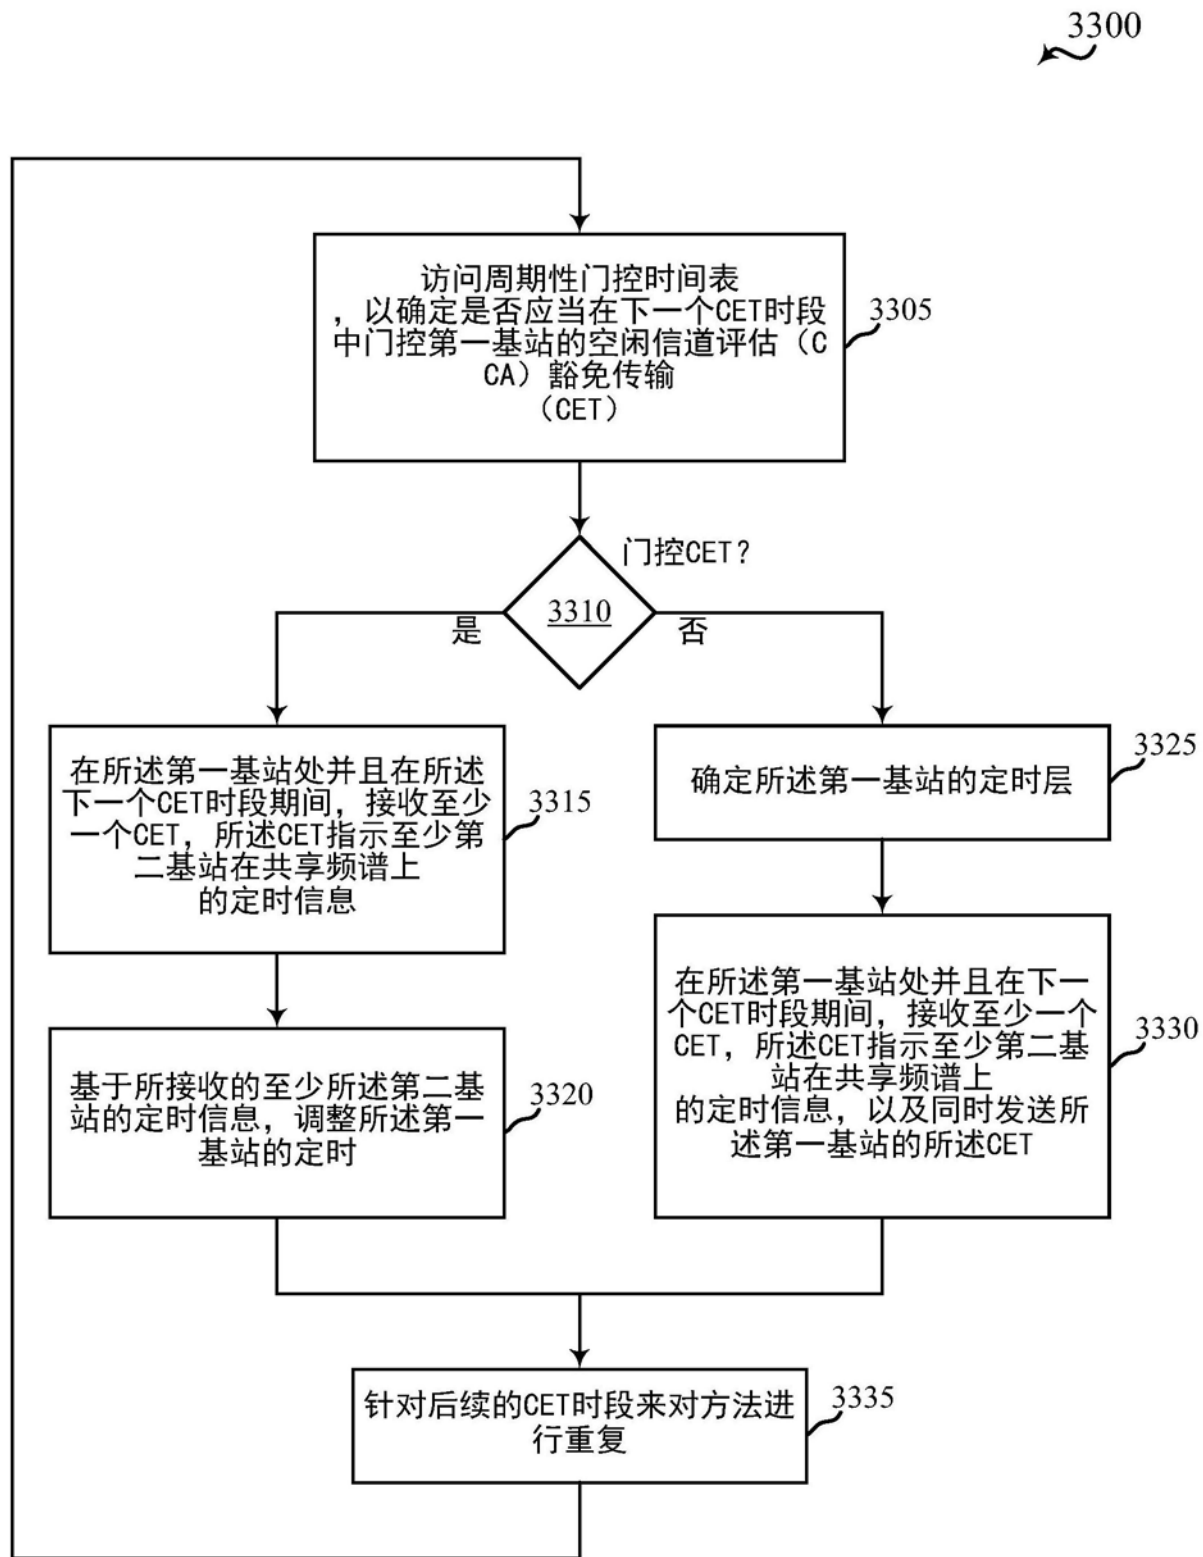 3300
访问周期性门控时间表
，以确定是否应当在下一个CET时段
中门控第一基站的空闲信道评估（C
CA）豁免传输
（CET）
3305
门控CET?
3310
是
否
在所述第一基站处并且在所述
下一个CET时段期间，接收至少
一个CET，所述CET指示至少第
二基站在共享频谱上
的定时信息
3315
确定所述第一基站的定时层
3325
基于所接收的至少所述第二基
站的定时信息，调整所述第一
基站的定时
3320
在所述第一基站处并且在下一
个CET时段期间，接收至少一个
CET，所述CET指示至少第二基
站在共享频谱上
的定时信息，以及同时发送所
述第一基站的所述CET
3330
针对后续的CET时段来对方法进
行重复
3335